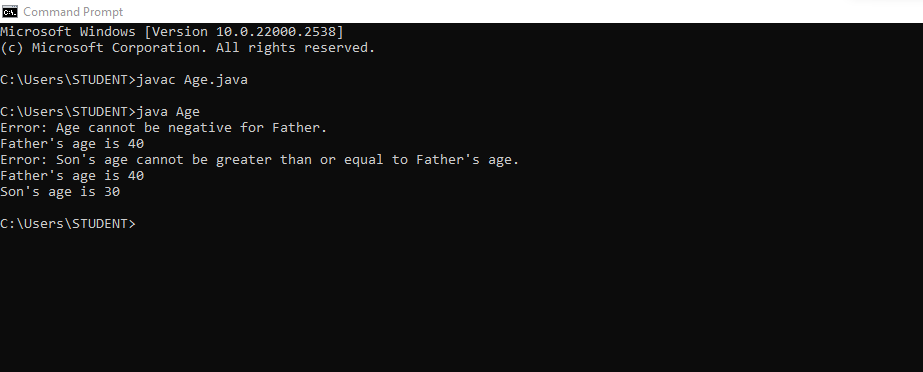 Command Prompt
Microsoft Windows [Version 10.0.22000.2538]
(c) Microsoft Corporation. All rights reserved.
C:\Users\STUDENT>javac Age.java
C:\Users\STUDENT>java Age
Error: Age cannot be negative for Father.
Father's age is 40
Error: Son's age cannot be greater than or equal to Father's age.
Father's age is 40
Son's age is 30
C:\Users\STUDENT>